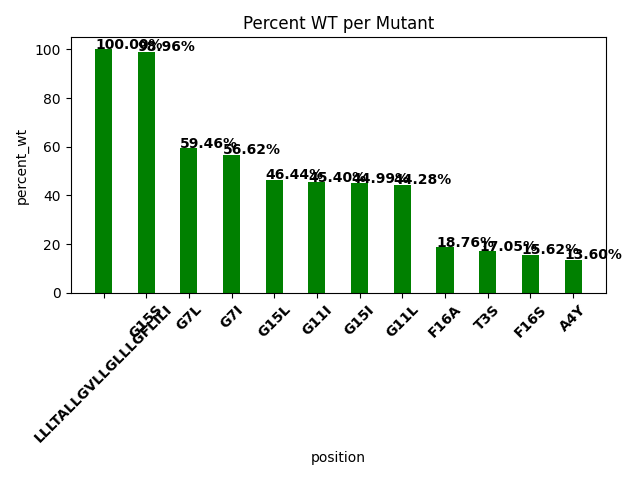 Percent WT per Mutant
percent_wt
100
80
60
40
20
0
100.00%
98.96%
59.46%
56.62%
46.44%
45.40%
44.99%
44.28%
18.76%
17.05%
15.62%
13.60%
LLLTALLGVLLGLLLGFLILI
G15S
G7L
G7I
G15L
G11I
G15I
G11L
F16A
T3S
F16S
A4Y
position